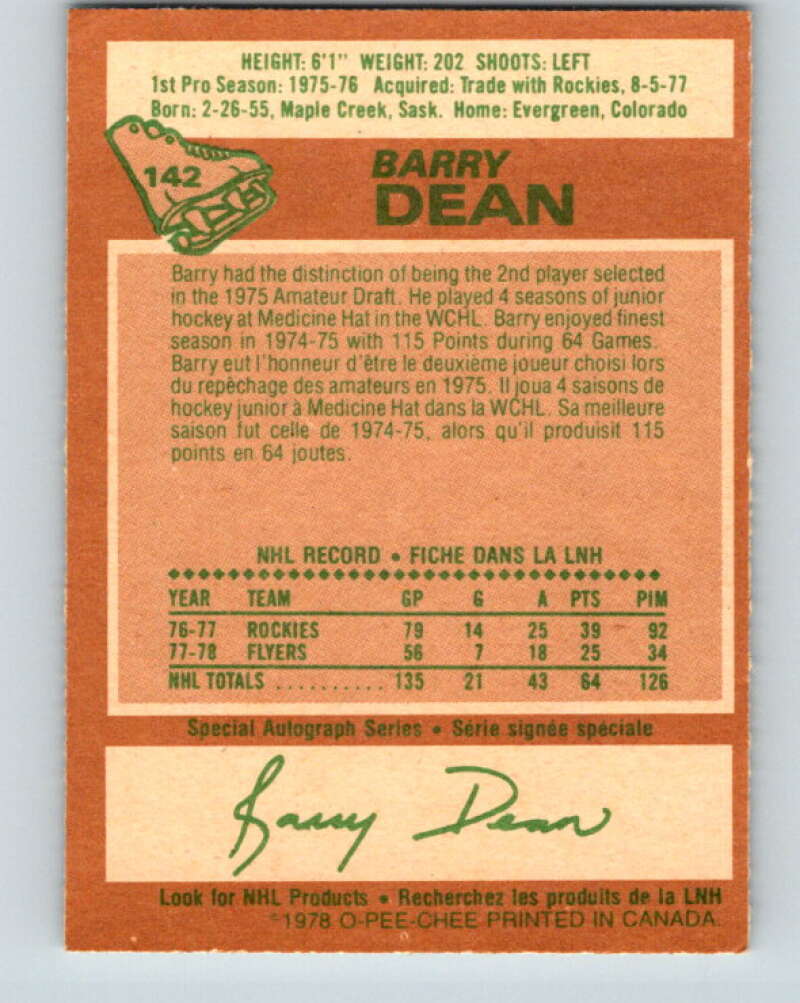 HEIGHT: 6'1" WEIGHT: 202 SHOOTS: LEFT
1st Pro Season: 1975-76 Acquired: Trade with Rockies, 8-5-77
Born: 2-26-55, Maple Creek, Sask. Home: Evergreen, Colorado
142
BARRY
DEAN
Barry had the distinction of being the 2nd player selected
in the 1975 Amateur Draft. He played 4 seasons of junior
hockey at Medicine Hat in the WCHL. Barry enjoyed finest
season in 1974-75 with 115 Points during 64 Games.
Barry eut l'honneur d'être le deuxième joueur choisi lors
du repêchage des amateurs en 1975. Il joua 4 saisons de
hockey junior à Medicine Hat dans la WCHL. Sa meilleure
saison fut celle de 1974-75, alors qu'il produisit 115
points en 64 joutes.
NHL RECORD • FICHE DANS LA LNH
YEAR TEAM GP G A PTS PIM
76-77 ROCKIES 79 14 25 39 92
77-78 FLYERS 56 7 18 25 34
NHL TOTALS .......... 135 21 43 64 126
Special Autograph Series • Série signée spéciale
Barry Dean
Look for NHL Products • Recherchez les produits de la LNH
©1978 O-PEE-CHEE PRINTED IN CANADA.